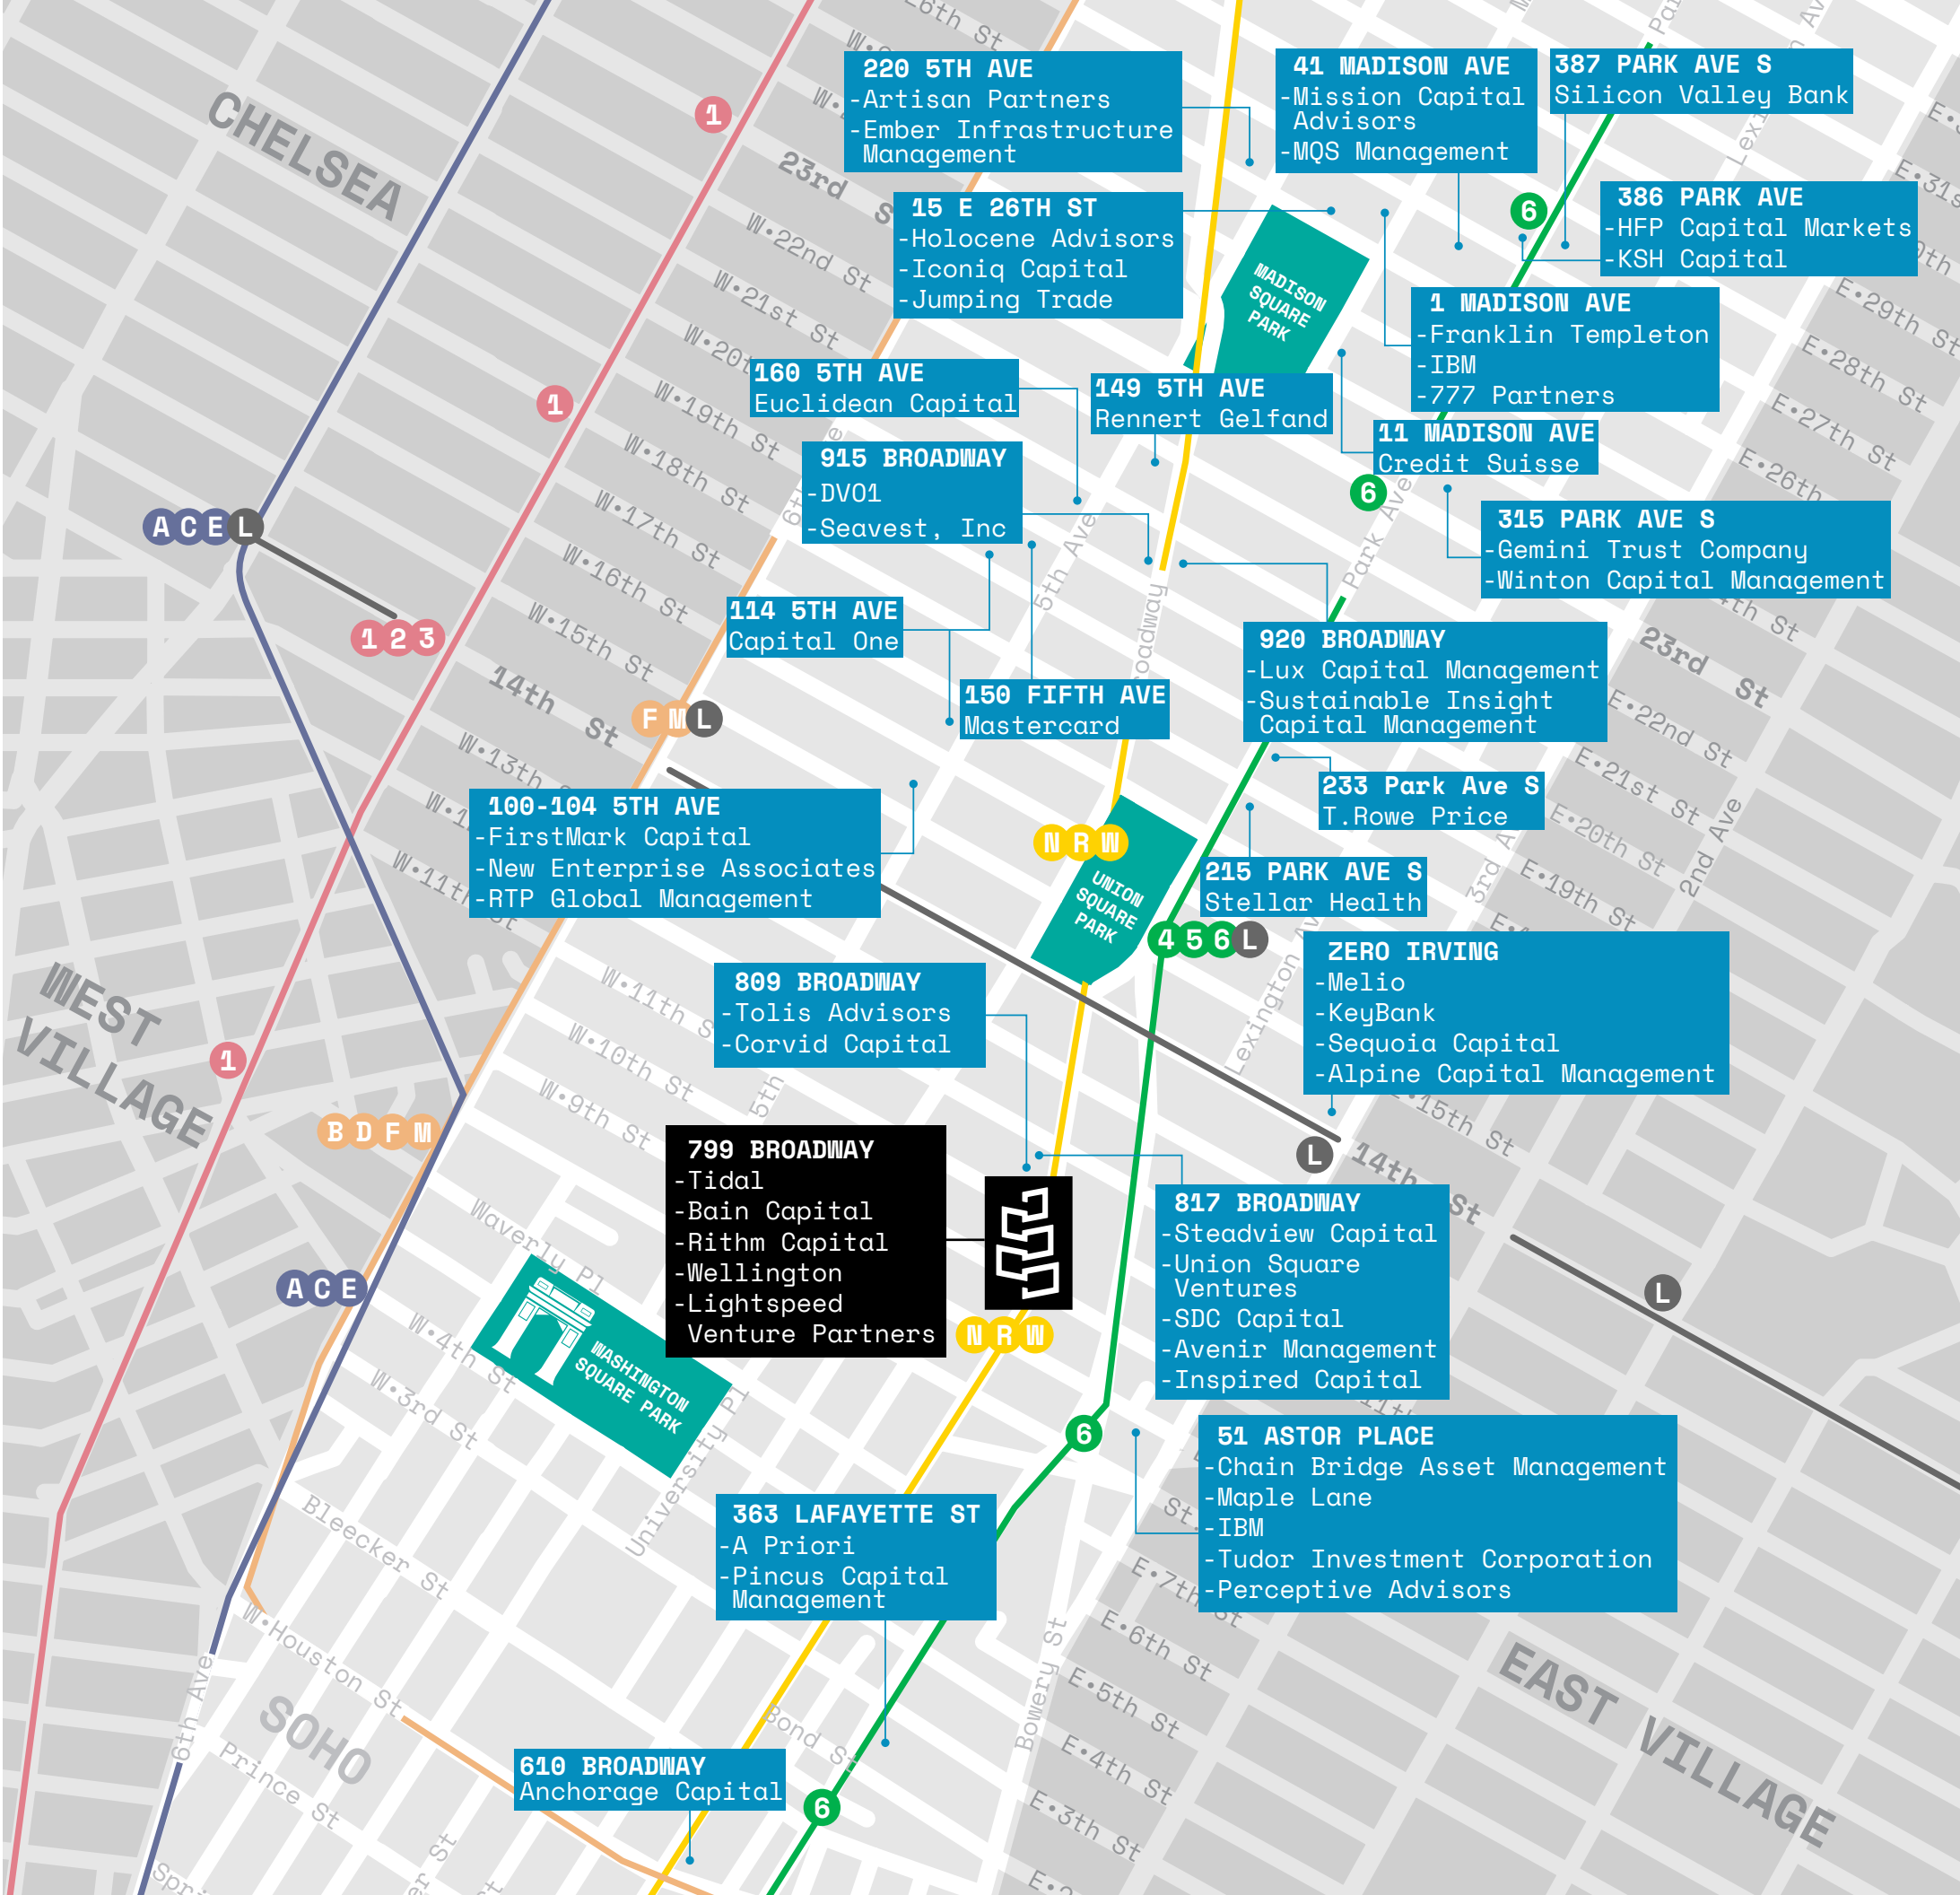 CHELSEA
23rd
S
W•22nd St
W•21st St
W•19th St
W•18th St
W•17th St
W•16th St
W•15th St
14th St
W•11th St
220 5TH AVE
-Artisan Partners
-Ember Infrastructure
Management
41 MADISON AVE
-Mission Capital
Advisors
-MQS Management
387 PARK AVE S
Silicon Valley Bank
15 E 26TH ST
-Holocene Advisors
-Iconiq Capital
-Jumping Trade
386 PARK AVE
-HFP Capital Markets
-KSH Capital
MADISON
SQUARE
PARK
1 MADISON AVE
-Franklin Templeton
-IBM
-777 Partners
160 5TH AVE
Euclidean Capital
149 5TH AVE
Rennert Gelfand
11 MADISON AVE
Credit Suisse
915 BROADWAY
-DVO1
-Seavest, Inc
315 PARK AVE S
-Gemini Trust Company
-Winton Capital Management
114 5TH AVE
Capital One
150 FIFTH AVE
Mastercard
920 BROADWAY
-Lux Capital Management
-Sustainable Insight
Capital Management
233 Park Ave S
T.Rowe Price
100-104 5TH AVE
-FirstMark Capital
-New Enterprise Associates
-RTP Global Management
215 PARK AVE S
Stellar Health
UNION
SQUARE
PARK
ZERO IRVING
-Melio
-KeyBank
-Sequoia Capital
-Alpine Capital Management
809 BROADWAY
-Tolis Advisors
-Corvid Capital
799 BROADWAY
-Tidal
-Bain Capital
-Rithm Capital
-Wellington
-Lightspeed
Venture Partners
817 BROADWAY
-Steadview Capital
-Union Square
Ventures
-SDC Capital
-Avenir Management
-Inspired Capital
51 ASTOR PLACE
-Chain Bridge Asset Management
-Maple Lane
-IBM
-Tudor Investment Corporation
-Perceptive Advisors
WASHINGTON
SQUARE PARK
363 LAFAYETTE ST
-A Priori
-Pincus Capital
Management
610 BROADWAY
Anchorage Capital
1
1
A C E L
1 2 3
F M L
N R W
4 5 6 L
6
6
1
B D F M
A C E
L
L
N R W
6
6
5th Ave
Park Ave
E•29th St
E•28th St
E•27th St
E•26th
23rd St
E•22nd St
E•21st St
E•20th St
E•19th St
E•15th St
14th St
2nd Ave
3rd
Lexington Av
W•10th St
W•9th St
5th
WEST
VILLAGE
Waverly Pl
W•4th St
W•3rd St
University Pl
Bleecker St
W•Houston St
6th Ave
SOHO
Prince St
Bond St
Bowery St
E•7th St
E•6th St
E•5th St
E•4th St
E•3th St
EAST VILLAGE